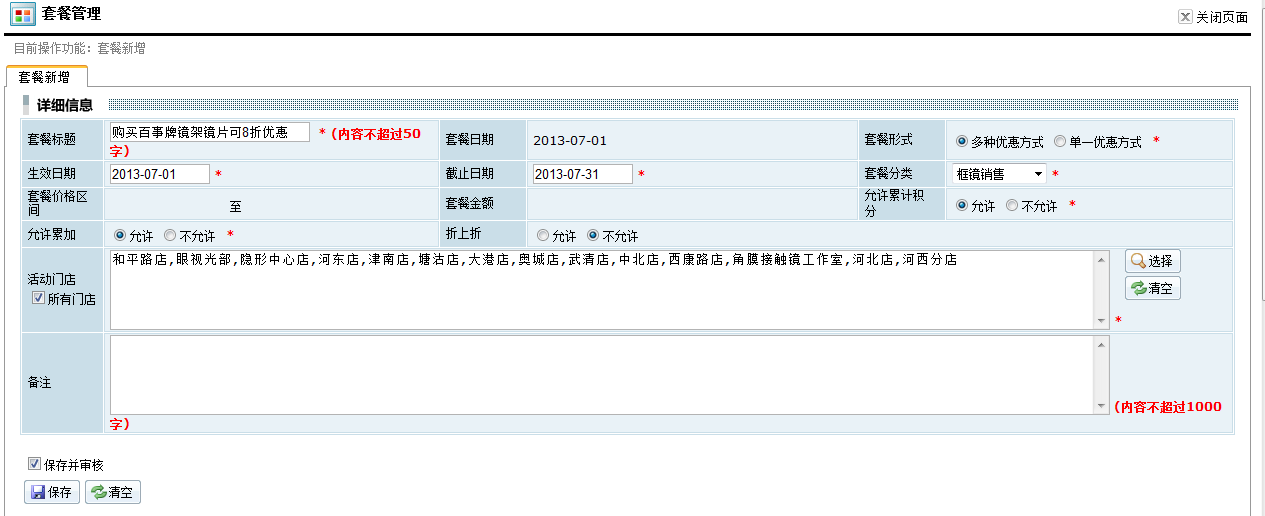 套餐管理
关闭页面
目前操作功能: 套餐新增
套餐新增
详细信息
套餐标题 购买百事牌镜架镜片可8折优惠 *（内容不超过50字） 套餐日期 2013-07-01 套餐形式 多种优惠方式 单一优惠方式 *
生效日期 2013-07-01 * 截止日期 2013-07-31 * 套餐分类 框镜销售 *
套餐价格区间 至 套餐金额 允许累计积分 允许 不允许 *
允许累加 允许 不允许 * 折上折 允许 不允许
活动门店
所有门店
和平路店,眼视光部,隐形中心店,河东店,津南店,塘沽店,大港店,奥城店,武清店,中北店,西康路店,角膜接触镜工作室,河北店,河西分店
选择
清空
*
备注
（内容不超过1000字）
保存并审核
保存 清空